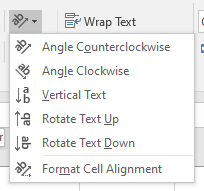 Wrap Text
Angle Counterclockwise
Angle Clockwise
Vertical Text
Rotate Text Up
Rotate Text Down
Format Cell Alignment